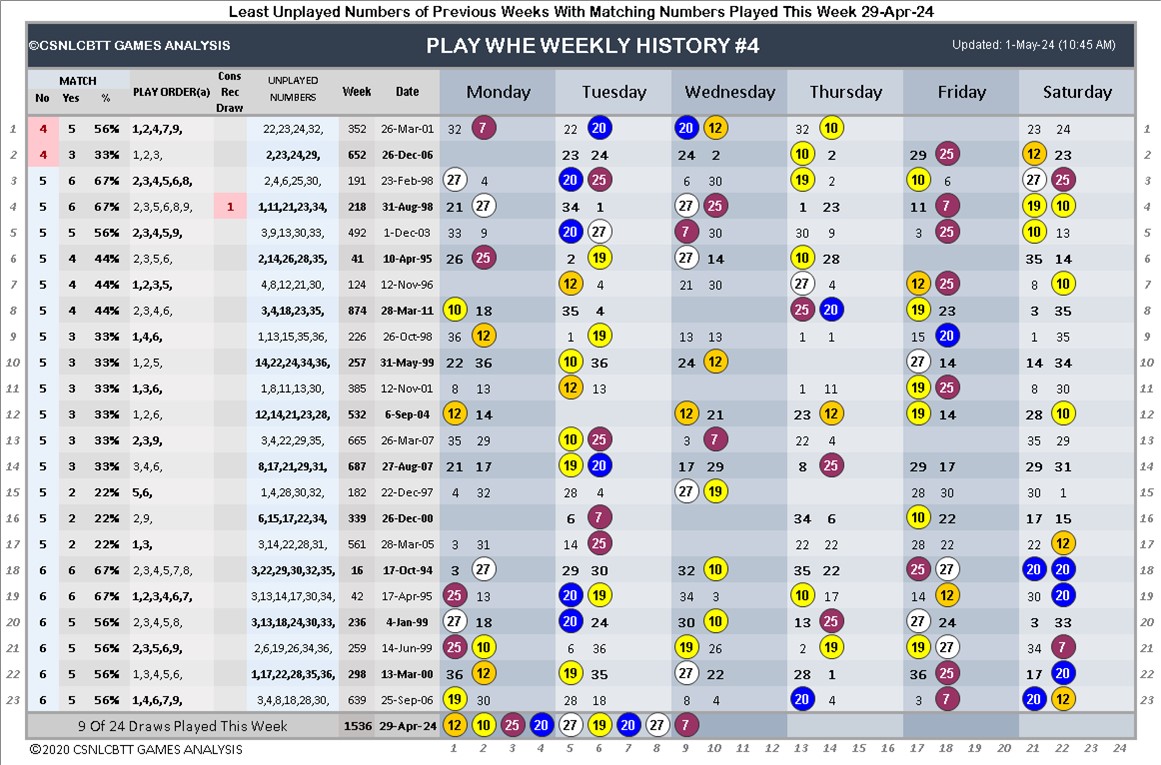 Least Unplayed Numbers of Previous Weeks With Matching Numbers Played This Week 29-Apr-24
©CSNLCBTT GAMES ANALYSIS PLAY WHE WEEKLY HISTORY #4 Updated: 1-May-24 (10:45 AM)
MATCH No Yes % PLAY ORDER(a) Cons Rec Draw UNPLAYED NUMBERS Week Date Monday Tuesday Wednesday Thursday Friday Saturday
1 4 5 56% 1,2,4,7,9, 22,23,24,32, 352 26-Mar-01 32 7 22 20 20 12 32 10 23 24 1
2 4 3 33% 1,2,3, 2,23,24,29, 652 26-Dec-06 23 24 24 2 10 2 29 25 12 23 2
3 5 6 67% 2,3,4,5,6,8, 2,4,6,25,30, 191 23-Feb-98 27 4 20 25 6 30 19 2 10 6 27 25 3
4 5 6 67% 2,3,5,6,8,9, 1 1,11,21,23,34, 218 31-Aug-98 21 27 34 1 27 25 1 23 11 7 19 10 4
5 5 5 56% 2,3,4,5,9, 3,9,13,30,33, 492 1-Dec-03 33 9 20 27 7 30 30 9 3 25 10 13 5
6 5 4 44% 2,3,5,6, 2,14,26,28,35, 41 10-Apr-95 26 25 2 19 27 14 10 28 35 14 6
7 5 4 44% 1,2,3,5, 4,8,12,21,30, 124 12-Nov-96 12 4 21 30 27 4 12 25 8 10 7
8 5 4 44% 2,3,4,6, 3,4,18,23,35, 874 28-Mar-11 10 18 35 4 25 20 19 23 3 35 8
9 5 3 33% 1,4,6, 1,13,15,35,36, 226 26-Oct-98 36 12 1 19 13 13 1 1 15 20 1 35 9
10 5 3 33% 1,2,5, 14,22,24,34,36, 257 31-May-99 22 36 10 36 24 12 27 14 14 34 10
11 5 3 33% 1,3,6, 1,8,11,13,30, 385 12-Nov-01 8 13 12 13 1 11 19 25 8 30 11
12 5 3 33% 1,2,6, 12,14,21,23,28, 532 6-Sep-04 12 14 12 21 23 12 19 14 28 10 12
13 5 3 33% 2,3,9, 3,4,22,29,35, 665 26-Mar-07 35 29 10 25 3 7 22 4 35 29 13
14 5 3 33% 3,4,6, 8,17,21,29,31, 687 27-Aug-07 21 17 19 20 17 29 8 25 29 17 29 31 14
15 5 2 22% 5,6, 1,4,28,30,32, 182 22-Dec-97 4 32 28 4 27 19 28 30 30 1 15
16 5 2 22% 2,9, 6,15,17,22,34, 339 26-Dec-00 6 7 34 6 10 22 17 15 16
17 5 2 22% 1,3, 3,14,22,28,31, 561 28-Mar-05 3 31 14 25 22 22 28 22 22 12 17
18 6 6 67% 2,3,4,5,7,8, 3,22,29,30,32,35, 16 17-Oct-94 3 27 29 30 32 10 35 22 25 27 20 20 18
19 6 6 67% 1,2,3,4,6,7, 3,13,14,17,30,34, 42 17-Apr-95 25 13 20 19 34 3 10 17 14 12 30 20 19
20 6 5 56% 2,3,4,5,8, 3,13,18,24,30,33, 236 4-Jan-99 27 18 20 24 30 10 13 25 27 24 3 33 20
21 6 5 56% 2,3,5,6,9, 2,6,19,26,34,36, 259 14-Jun-99 25 10 6 36 19 26 2 19 19 27 34 7 21
22 6 5 56% 1,3,4,5,6, 1,17,22,28,35,36, 298 13-Mar-00 36 12 19 35 27 22 28 1 36 25 17 20 22
23 6 5 56% 1,4,6,7,9, 3,4,8,18,28,30, 639 25-Sep-06 19 30 28 18 8 4 20 4 3 7 20 12 23
9 Of 24 Draws Played This Week 1536 29-Apr-24 12 10 25 20 27 19 20 27 7
©2020 CSNLCBTT GAMES ANALYSIS 1 2 3 4 5 6 7 8 9 10 11 12 13 14 15 16 17 18 19 20 21 22 23 24